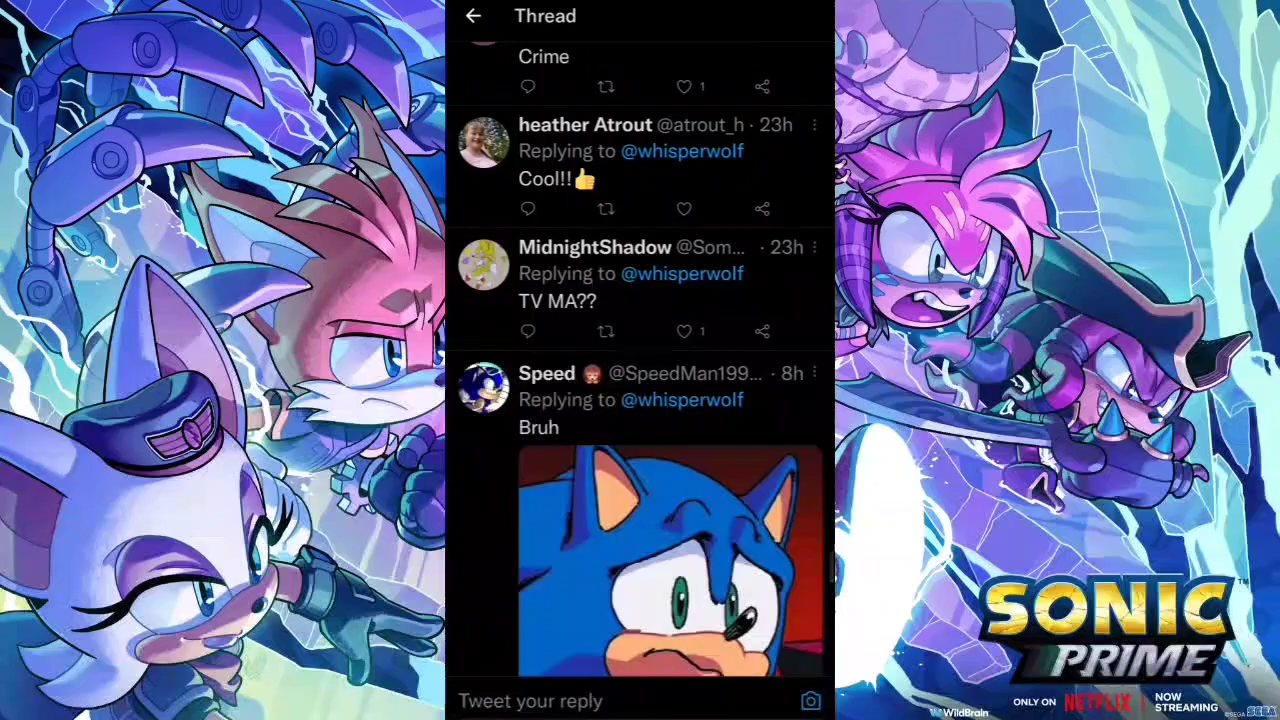 Thread
Crime
1
heather Atrout @atrout_h · 23h
Replying to @whisperwolf
Cool!!👍
MidnightShadow @Som... · 23h
Replying to @whisperwolf
TV MA??
1
Speed @SpeedMan199... · 8h
Replying to @whisperwolf
Bruh
Tweet your reply
SONIC™
PRIME
ONLY ON NETFLIX | NOW STREAMING
WildBrain ©SEGA SEGA